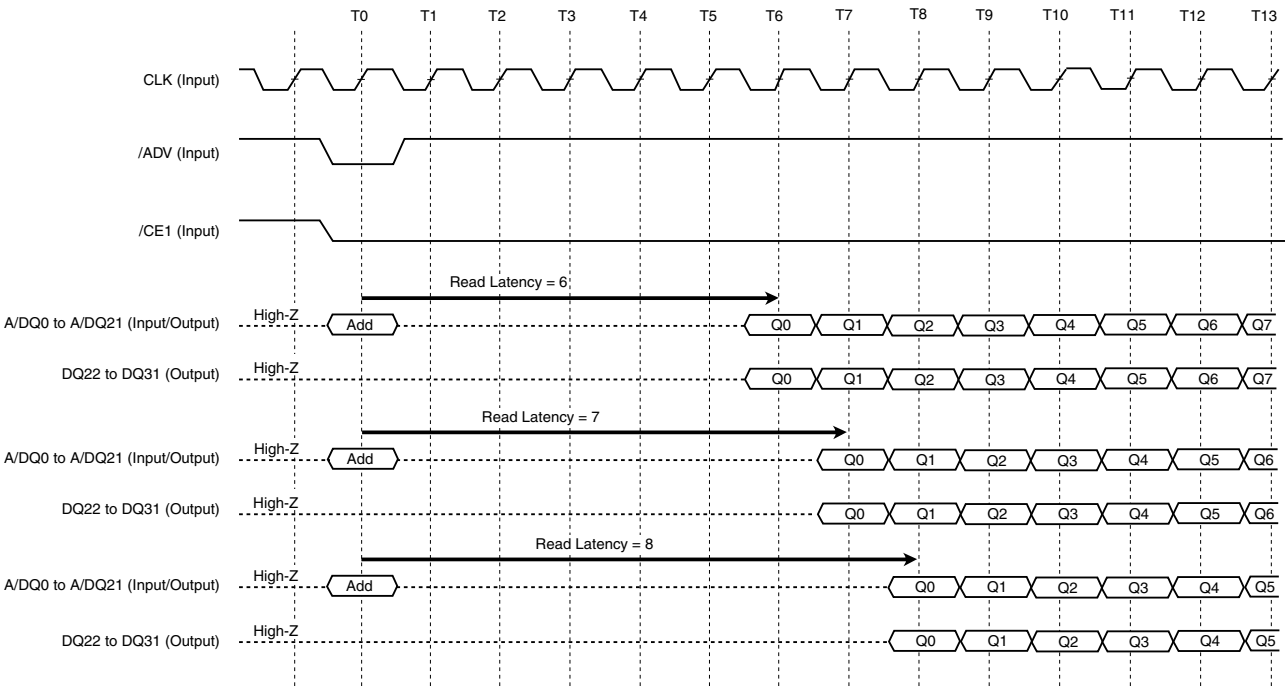 T0 T1 T2 T3 T4 T5 T6 T7 T8 T9 T10 T11 T12 T13
CLK (Input)
/ADV (Input)
/CE1 (Input)
Read Latency = 6
A/DQ0 to A/DQ21 (Input/Output) High-Z Add Q0 Q1 Q2 Q3 Q4 Q5 Q6 Q7
DQ22 to DQ31 (Output) High-Z Q0 Q1 Q2 Q3 Q4 Q5 Q6 Q7
Read Latency = 7
A/DQ0 to A/DQ21 (Input/Output) High-Z Add Q0 Q1 Q2 Q3 Q4 Q5 Q6
DQ22 to DQ31 (Output) High-Z Q0 Q1 Q2 Q3 Q4 Q5 Q6
Read Latency = 8
A/DQ0 to A/DQ21 (Input/Output) High-Z Add Q0 Q1 Q2 Q3 Q4 Q5
DQ22 to DQ31 (Output) High-Z Q0 Q1 Q2 Q3 Q4 Q5